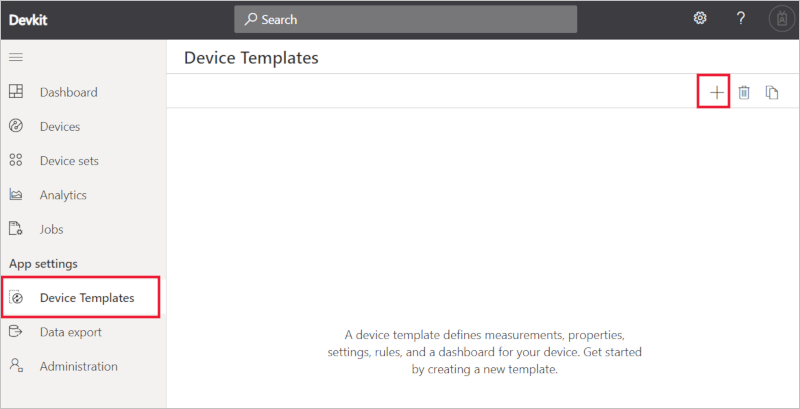 Devkit
Search
?
Device Templates
Dashboard
Devices
Device sets
Analytics
Jobs
App settings
Device Templates
Data export
Administration
A device template defines measurements, properties,
settings, rules, and a dashboard for your device. Get started
by creating a new template.